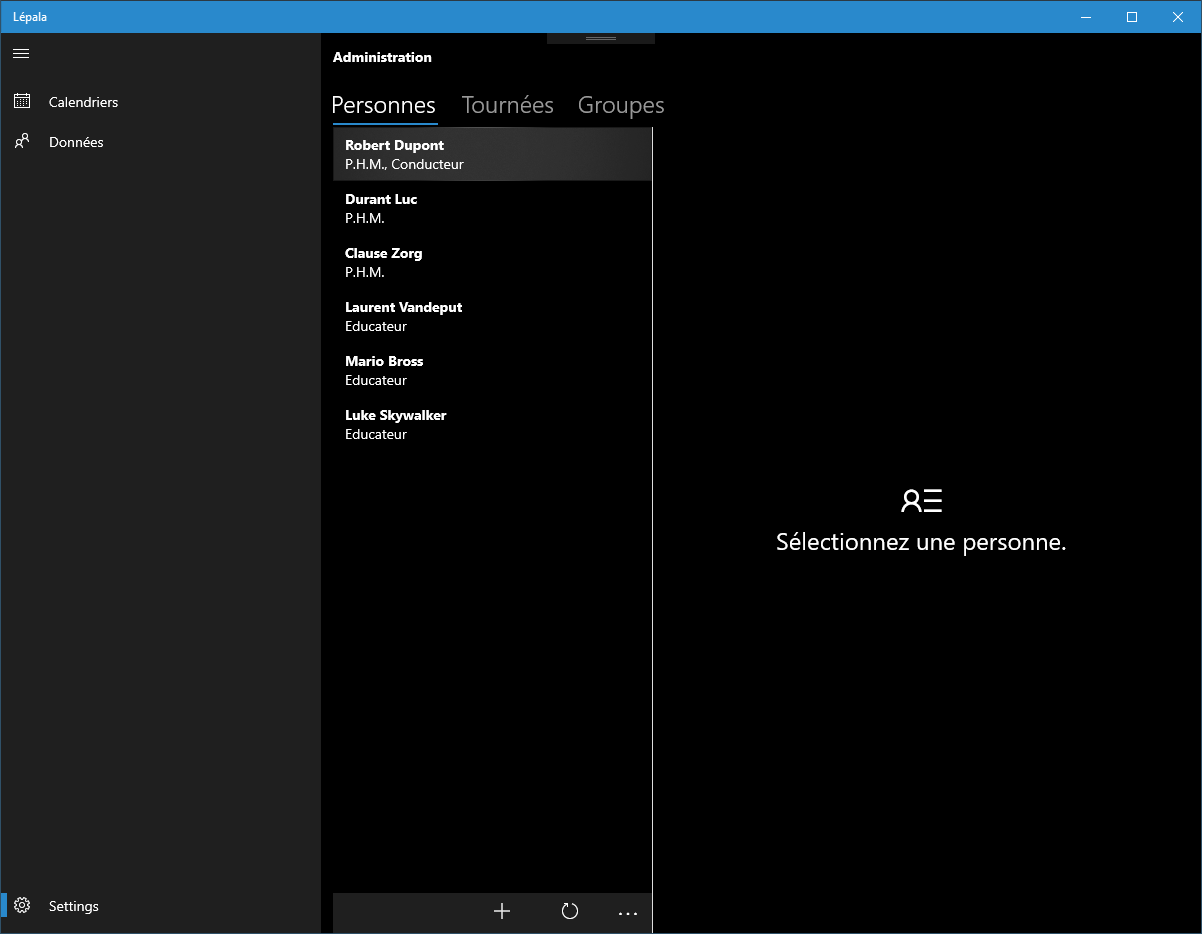 Lépala
Calendriers
Données
Settings
Administration
Personnes Tournées Groupes
Robert Dupont
P.H.M., Conducteur
Durant Luc
P.H.M.
Clause Zorg
P.H.M.
Laurent Vandeput
Educateur
Mario Bross
Educateur
Luke Skywalker
Educateur
Sélectionnez une personne.